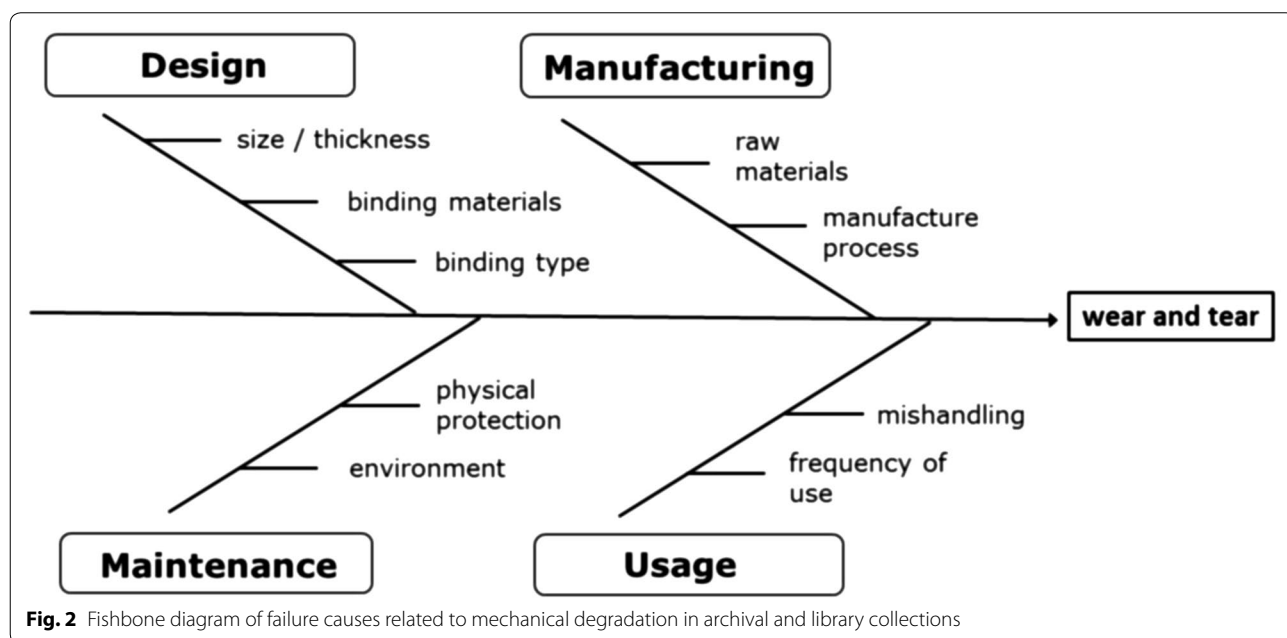 Design
Manufacturing
size / thickness
binding materials
binding type
raw
materials
manufacture
process
wear and tear
physical
protection
environment
mishandling
frequency of
use
Maintenance
Usage
Fig. 2 Fishbone diagram of failure causes related to mechanical degradation in archival and library collections